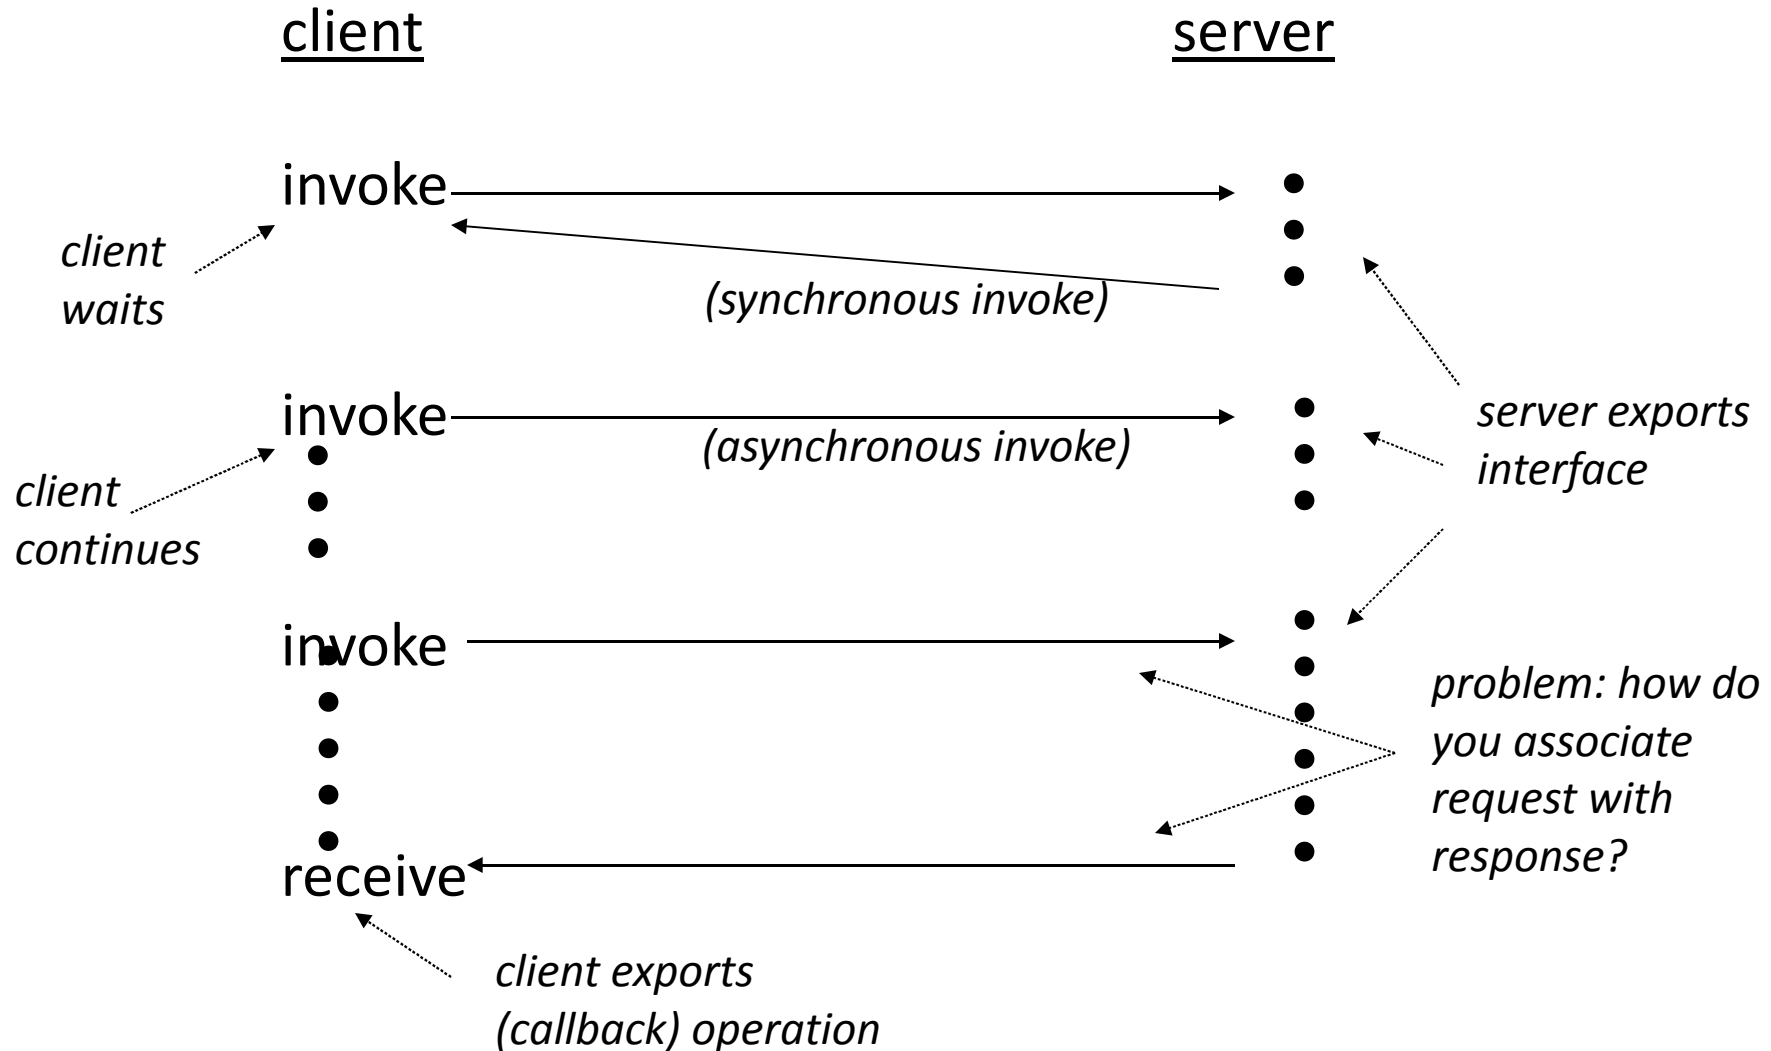 client
server
invoke
client
waits
(synchronous invoke)
invoke
(asynchronous invoke)
server exports
interface
client
continues
invoke
problem: how do
you associate
request with
response?
receive
client exports
(callback) operation